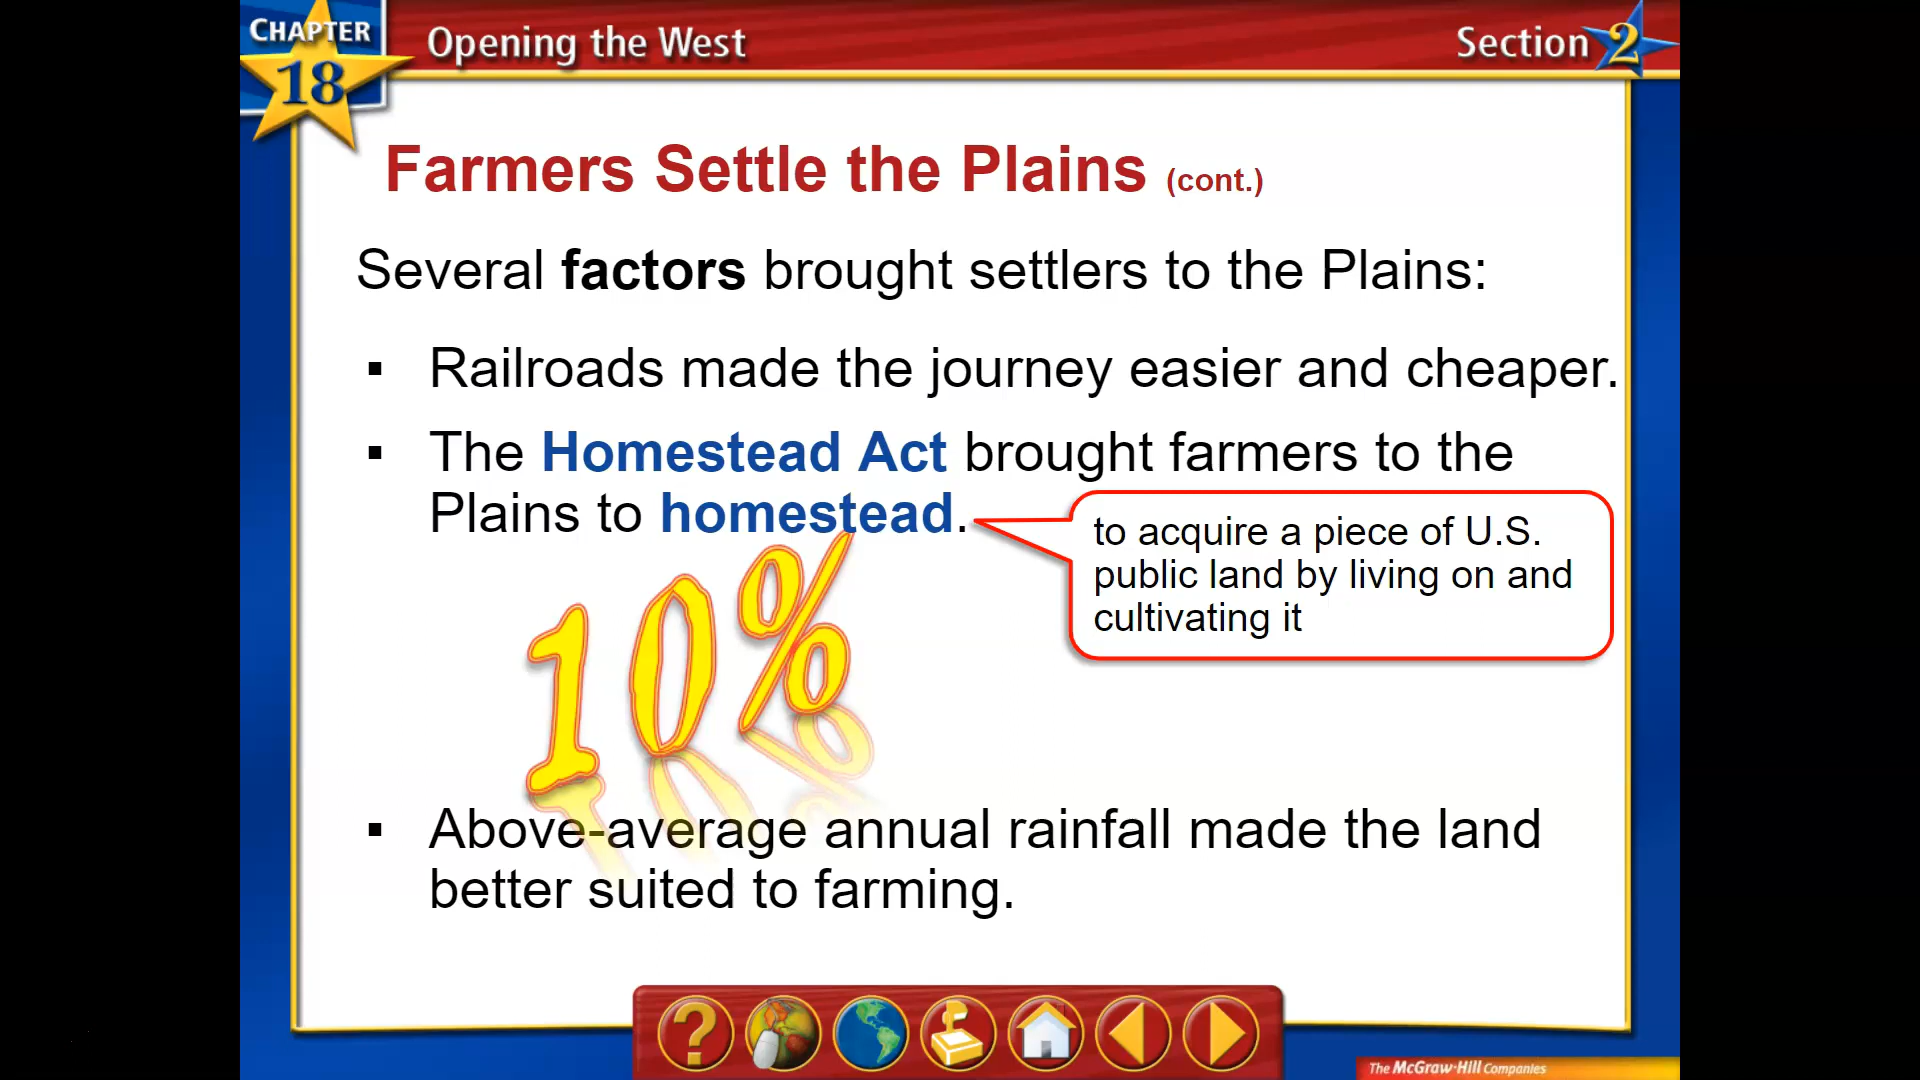 CHAPTER
18
Opening the West
Section 2
Farmers Settle the Plains (cont.)
Several factors brought settlers to the Plains:
▪ Railroads made the journey easier and cheaper.
▪ The Homestead Act brought farmers to the
Plains to homestead.
to acquire a piece of U.S.
public land by living on and
cultivating it
10%
▪ Above-average annual rainfall made the land
better suited to farming.
?
The McGraw-Hill Companies